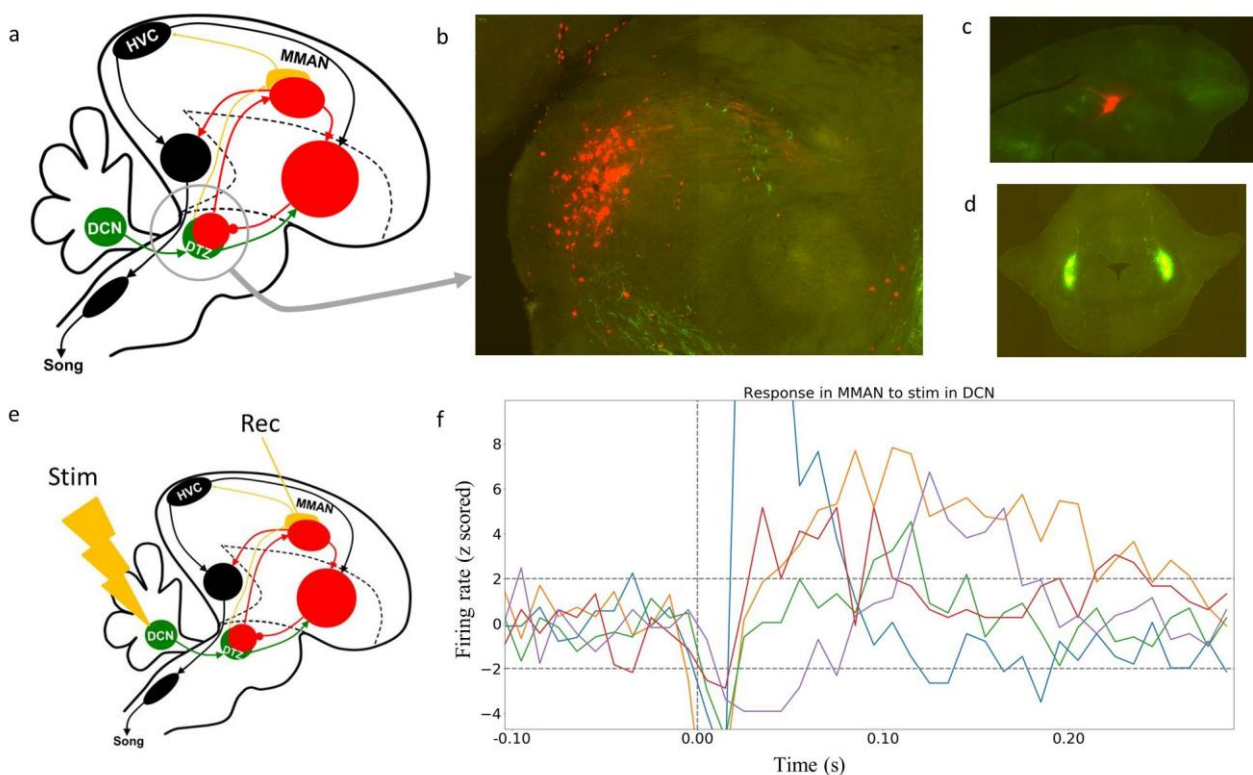 a
HVC
MMAN
DCN
DTZ
Song
b
c
d
e
Stim
Rec
HVC
MMAN
DCN
DTZ
Song
f
Response in MMAN to stim in DCN
Firing rate (z scored)
8
6
4
2
0
−2
−4
-0.10
0.00
0.10
0.20
Time (s)